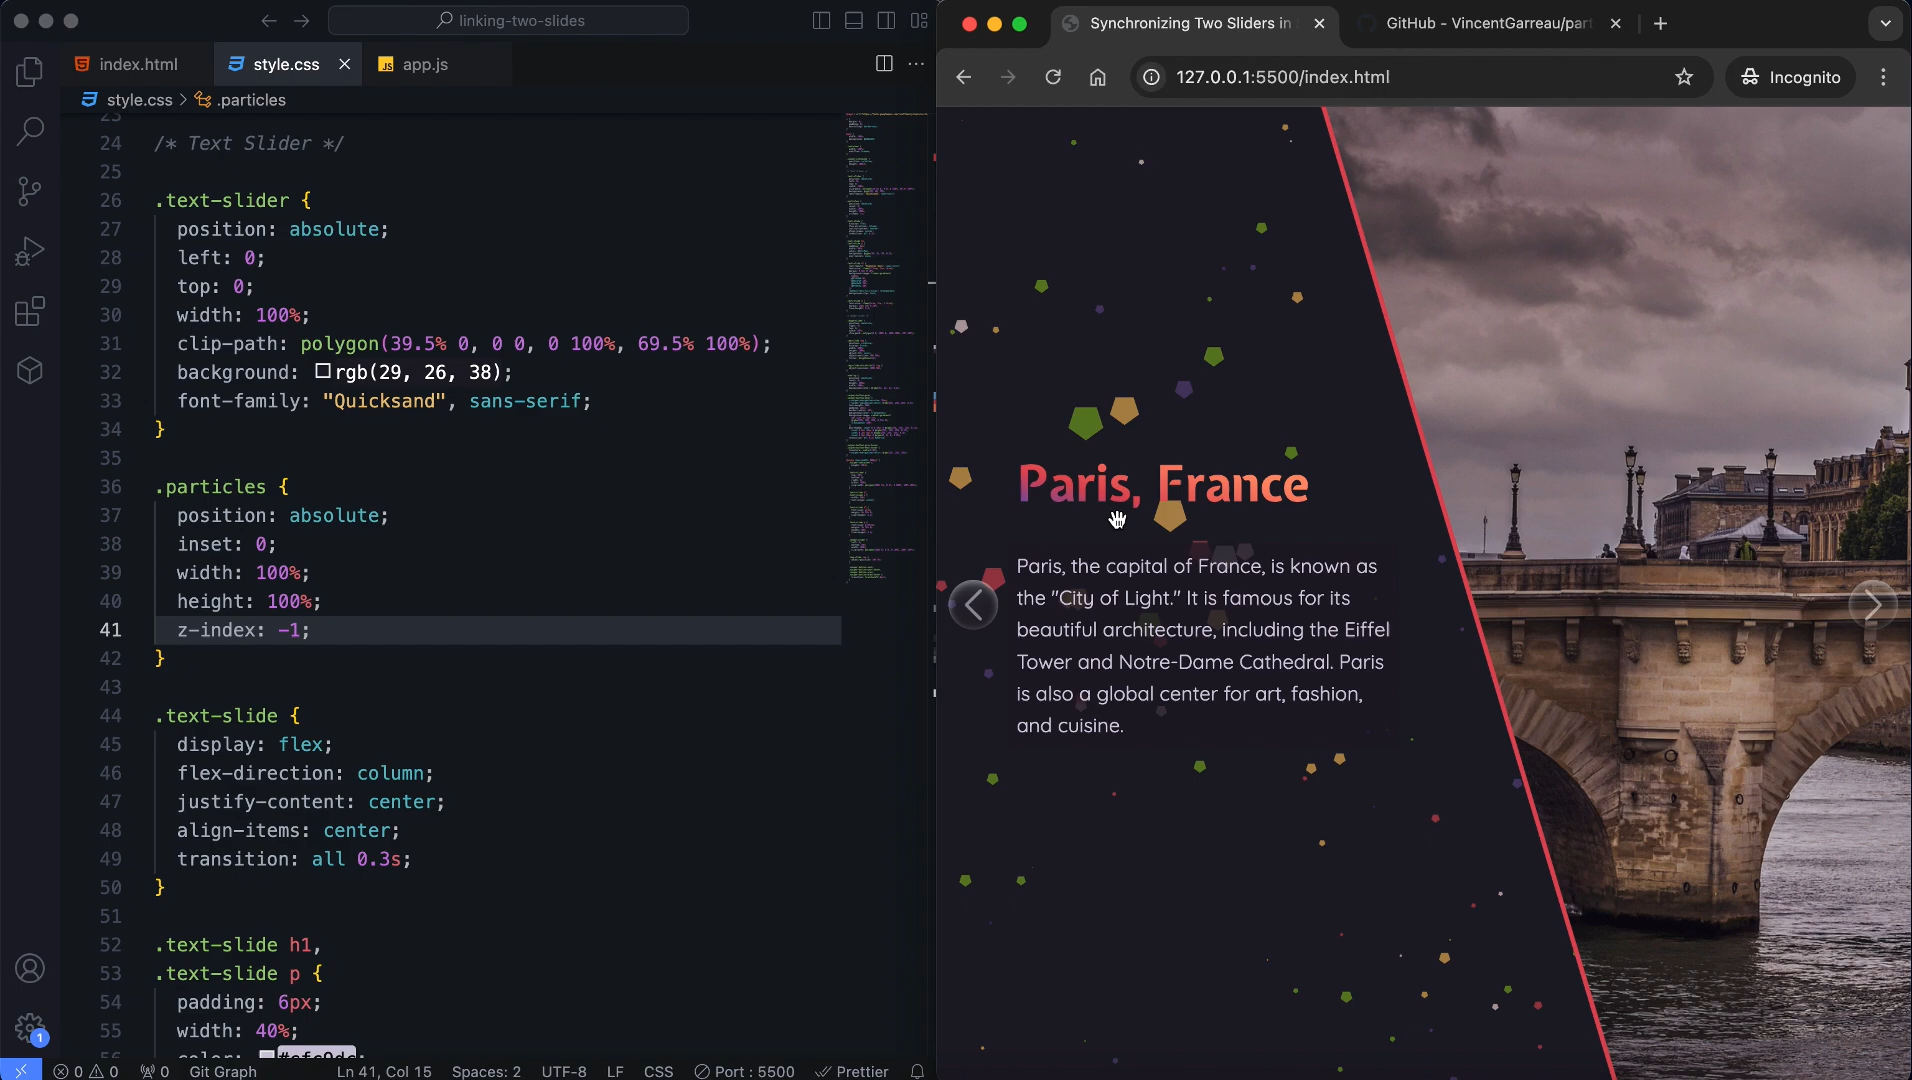 linking-two-slides
index.html
style.css
app.js
style.css > .particles
23
24 /* Text Slider */
25
26 .text-slider {
27 position: absolute;
28 left: 0;
29 top: 0;
30 width: 100%;
31 clip-path: polygon(39.5% 0, 0 0, 0 100%, 69.5% 100%);
32 background: rgb(29, 26, 38);
33 font-family: "Quicksand", sans-serif;
34 }
35
36 .particles {
37 position: absolute;
38 inset: 0;
39 width: 100%;
40 height: 100%;
41 z-index: -1;
42 }
43
44 .text-slide {
45 display: flex;
46 flex-direction: column;
47 justify-content: center;
48 align-items: center;
49 transition: all 0.3s;
50 }
51
52 .text-slide h1,
53 .text-slide p {
54 padding: 6px;
55 width: 40%;
1
0 0 0 Git Graph Ln 41, Col 15 Spaces: 2 UTF-8 LF CSS Port : 5500 Prettier
Synchronizing Two Sliders in
GitHub - VincentGarreau/part
127.0.0.1:5500/index.html
Incognito
Paris, France
Paris, the capital of France, is known as
the "City of Light." It is famous for its
beautiful architecture, including the Eiffel
Tower and Notre-Dame Cathedral. Paris
is also a global center for art, fashion,
and cuisine.